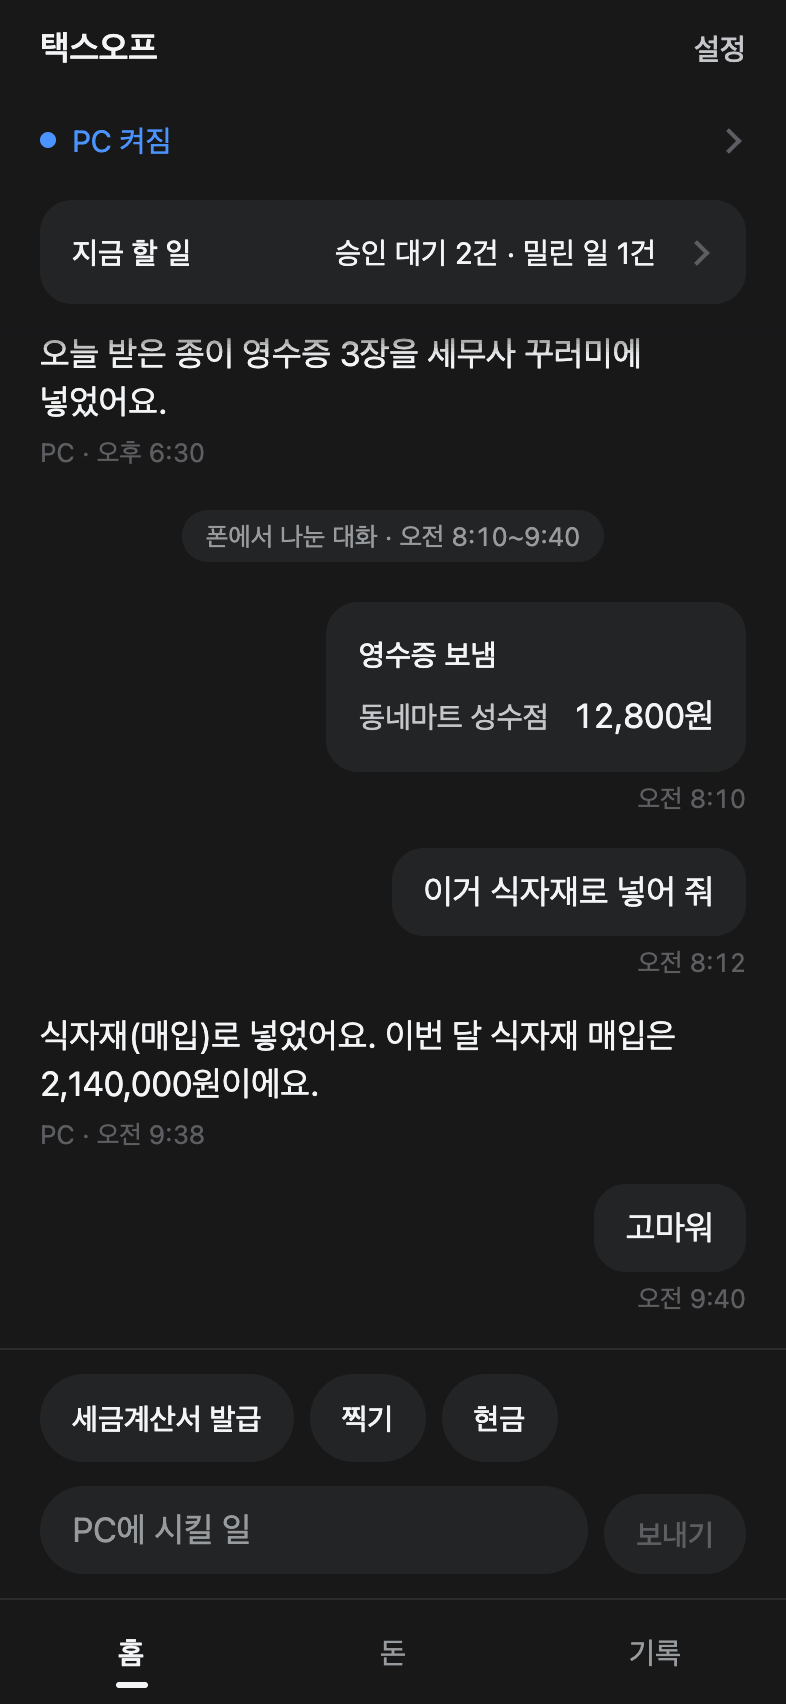 택스오프
설정
PC 켜짐
지금 할 일
승인 대기 2건 · 밀린 일 1건
오늘 받은 종이 영수증 3장을 세무사 꾸러미에
넣었어요.
PC · 오후 6:30
폰에서 나눈 대화 · 오전 8:10~9:40
영수증 보냄
동네마트 성수점 12,800원
오전 8:10
이거 식자재로 넣어 줘
오전 8:12
식자재(매입)로 넣었어요. 이번 달 식자재 매입은
2,140,000원이에요.
PC · 오전 9:38
고마워
오전 9:40
세금계산서 발급
찍기
현금
PC에 시킬 일
보내기
홈
돈
기록